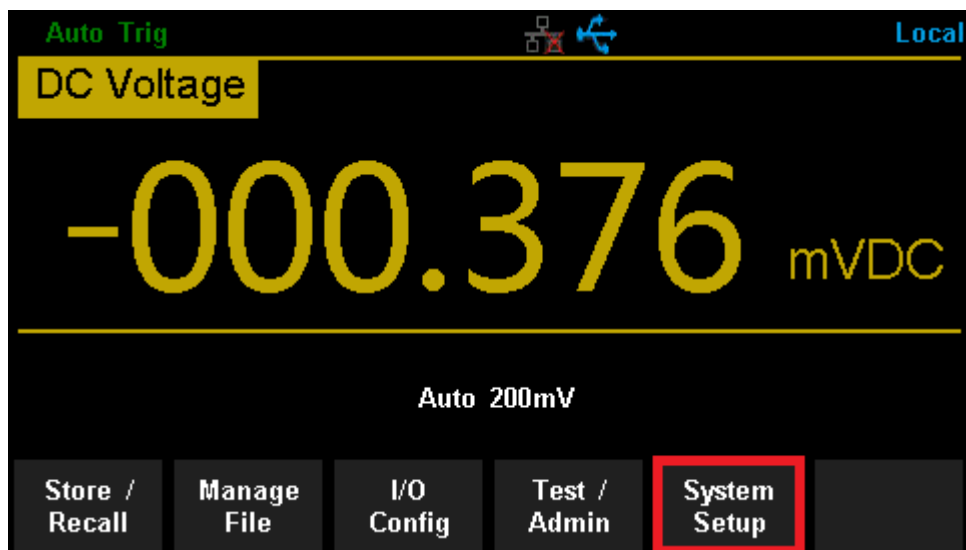 Auto Trig Local
DC Voltage
-000.376 mVDC
Auto 200mV
Store / Manage I/O Test / System
Recall File Config Admin Setup